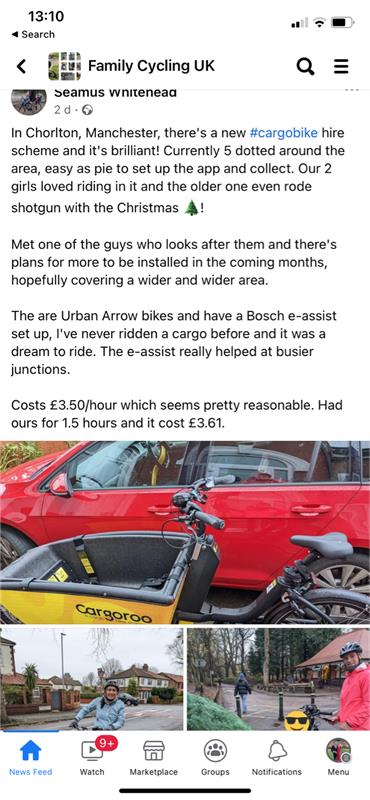 13:10
Search
Family Cycling UK
Seamus Whitehead
2 d
In Chorlton, Manchester, there's a new #cargobike hire
scheme and it's brilliant! Currently 5 dotted around the
area, easy as pie to set up the app and collect. Our 2
girls loved riding in it and the older one even rode
shotgun with the Christmas 🎄!
Met one of the guys who looks after them and there's
plans for more to be installed in the coming months,
hopefully covering a wider and wider area.
The are Urban Arrow bikes and have a Bosch e-assist
set up, I've never ridden a cargo before and it was a
dream to ride. The e-assist really helped at busier
junctions.
Costs £3.50/hour which seems pretty reasonable. Had
ours for 1.5 hours and it cost £3.61.
Cargoroo
9+
News Feed Watch Marketplace Groups Notifications Menu